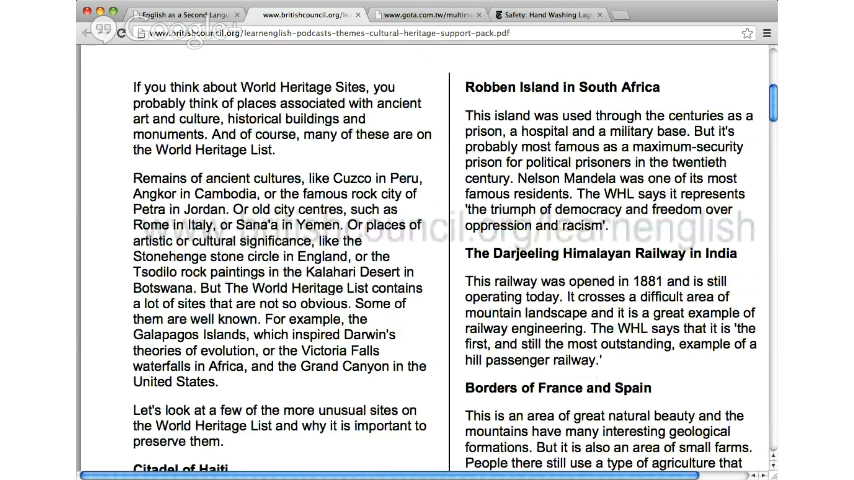 English as a Second Langu
www.britishcouncil.org/le
www.gota.com.tw/multime
Safety: Hand Washing Lags
Google+
www.britishcouncil.org/learnenglish-podcasts-themes-cultural-heritage-support-pack.pdf
If you think about World Heritage Sites, you
probably think of places associated with ancient
art and culture, historical buildings and
monuments. And of course, many of these are on
the World Heritage List.
Remains of ancient cultures, like Cuzco in Peru,
Angkor in Cambodia, or the famous rock city of
Petra in Jordan. Or old city centres, such as
Rome in Italy, or Sana'a in Yemen. Or places of
artistic or cultural significance, like the
Stonehenge stone circle in England, or the
Tsodilo rock paintings in the Kalahari Desert in
Botswana. But The World Heritage List contains
a lot of sites that are not so obvious. Some of
them are well known. For example, the
Galapagos Islands, which inspired Darwin's
theories of evolution, or the Victoria Falls
waterfalls in Africa, and the Grand Canyon in the
United States.
Let's look at a few of the more unusual sites on
the World Heritage List and why it is important to
preserve them.
Citadel of Haiti
Robben Island in South Africa
This island was used through the centuries as a
prison, a hospital and a military base. But it's
probably most famous as a maximum-security
prison for political prisoners in the twentieth
century. Nelson Mandela was one of its most
famous residents. The WHL says it represents
'the triumph of democracy and freedom over
oppression and racism'.
The Darjeeling Himalayan Railway in India
This railway was opened in 1881 and is still
operating today. It crosses a difficult area of
mountain landscape and it is a great example of
railway engineering. The WHL says that it is 'the
first, and still the most outstanding, example of a
hill passenger railway.'
Borders of France and Spain
This is an area of great natural beauty and the
mountains have many interesting geological
formations. But it is also an area of small farms.
People there still use a type of agriculture that
www.britishcouncil.org/learnenglish